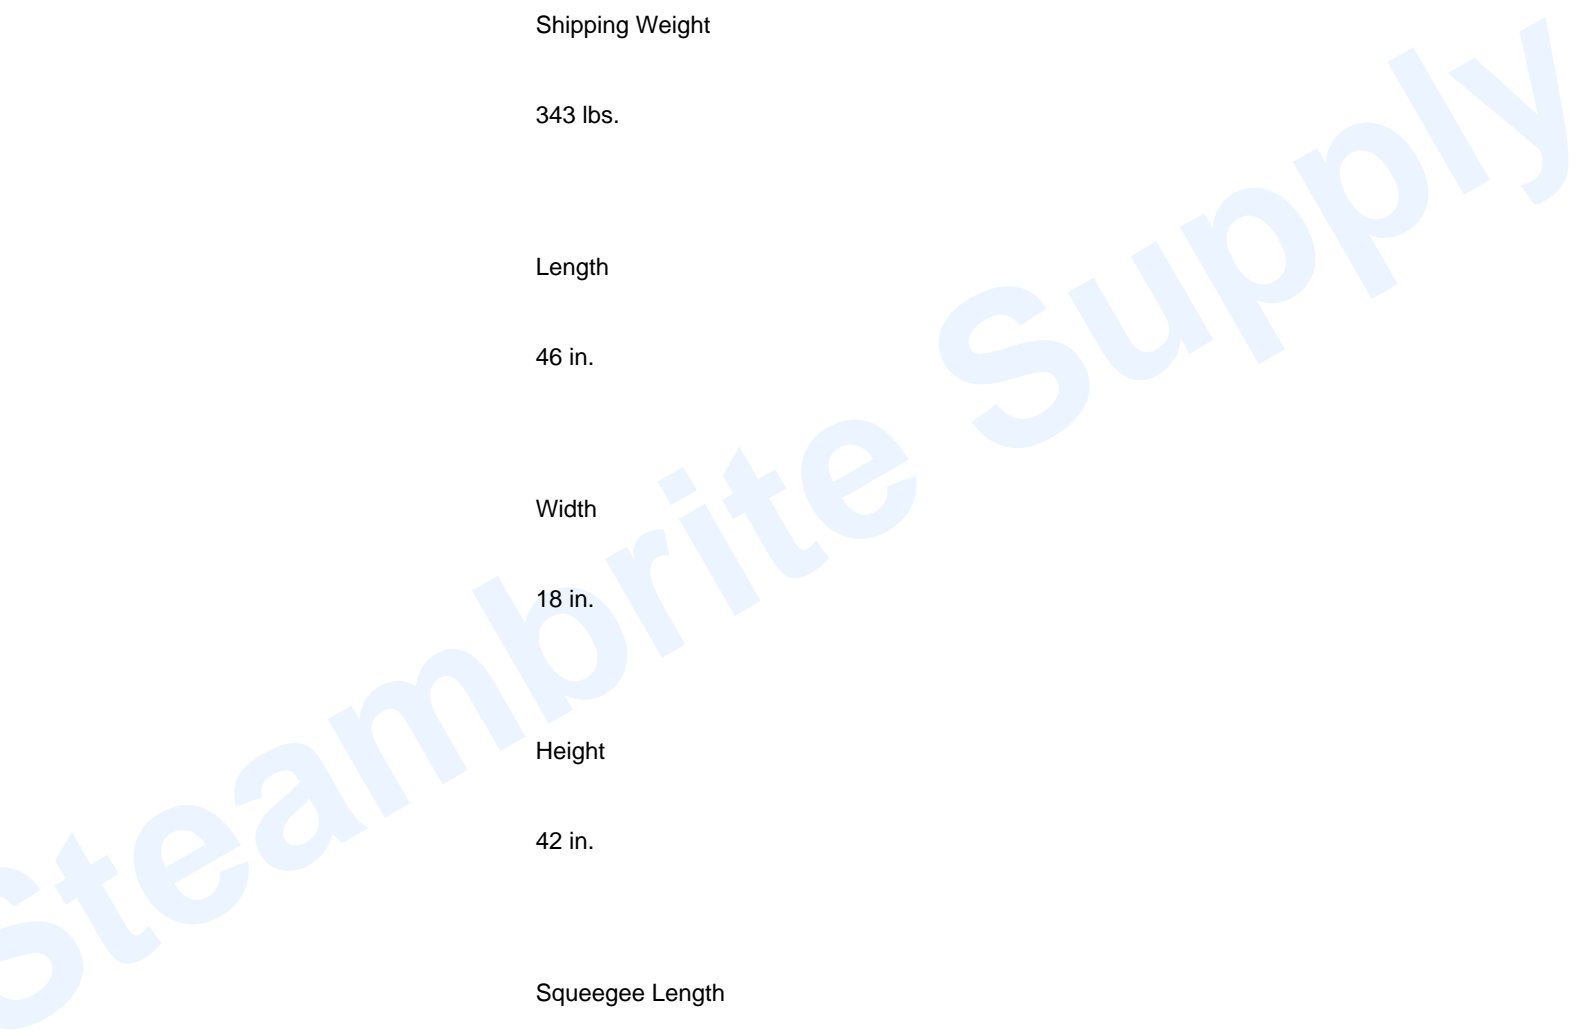 Shipping Weight
343 lbs.
Length
46 in.
Width
18 in.
Height
42 in.
Squeegee Length
Steambrite Supply